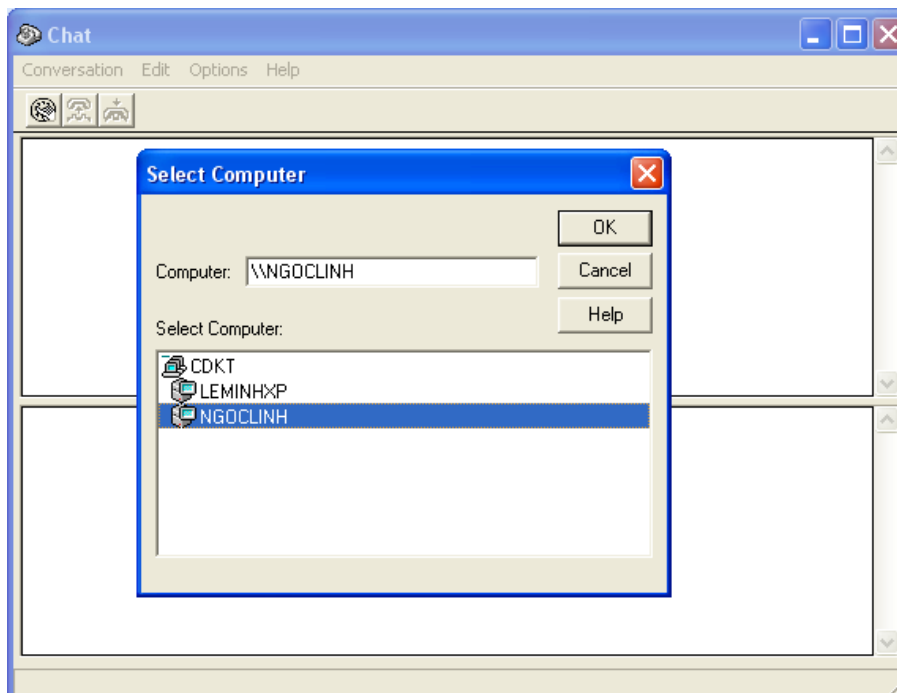 Chat
Conversation Edit Options Help
Select Computer
OK
Computer: \\NGOCLINH
Cancel
Help
Select Computer:
CDKT
LEMINHXP
NGOCLINH